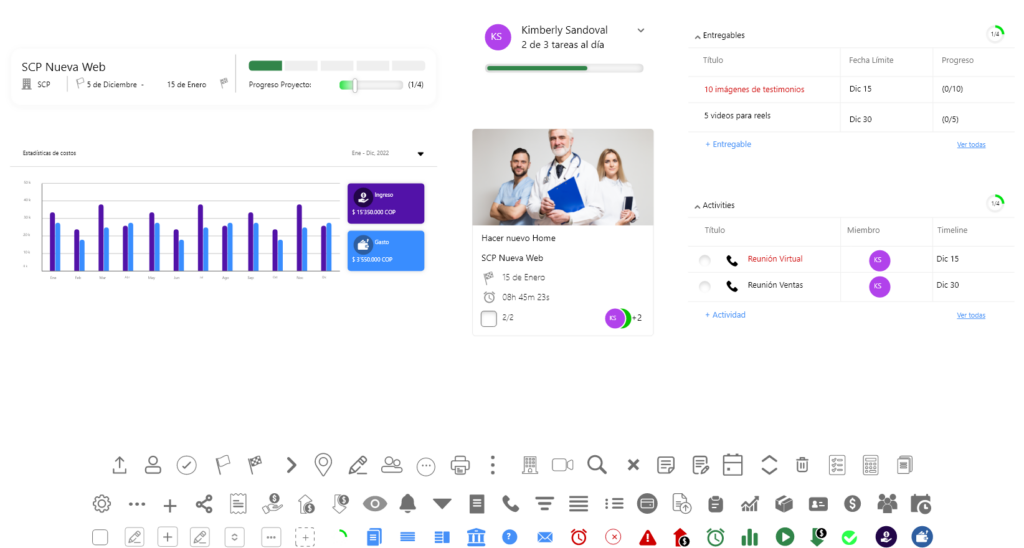 SCP Nueva Web
SCP
5 de Diciembre -
15 de Enero
Progreso Proyecto:
(1/4)
Estadísticas de costos
Ene - Dic, 2022
Ingreso
$ 15'350.000 COP
Gasto
$ 3'550.000 COP
KS
Kimberly Sandoval
2 de 3 tareas al día
Hacer nuevo Home
SCP Nueva Web
15 de Enero
08h 45m 23s
2/2
KS
+2
Entregables
1/4
Título
Fecha Límite
Progreso
10 imágenes de testimonios
Dic 15
(0/10)
5 videos para reels
Dic 30
(0/5)
+ Entregable
Ver todas
Activities
1/4
Título
Miembro
Timeline
Reunión Virtual
KS
Dic 15
Reunión Ventas
KS
Dic 30
+ Actividad
Ver todas